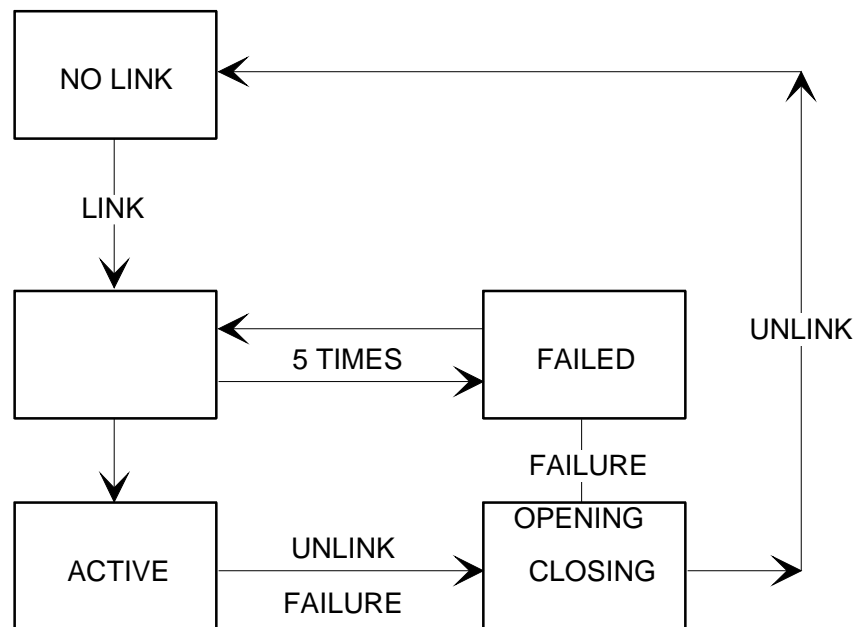 NO LINK
LINK
5 TIMES
FAILED
UNLINK
FAILURE
OPENING
ACTIVE
UNLINK
FAILURE
CLOSING